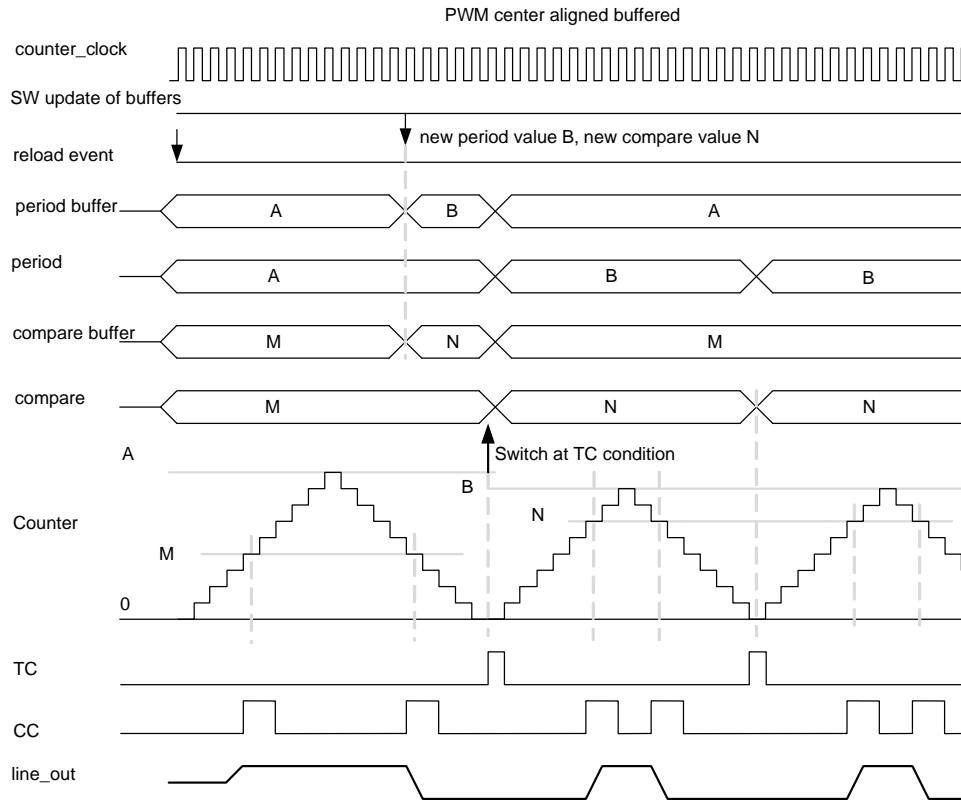 PWM center aligned buffered
counter_clock
SW update of buffers
new period value B, new compare value N
reload event
period buffer
A
B
A
period
A
B
B
compare buffer
M
N
M
compare
M
N
N
A
Switch at TC condition
B
Counter
N
M
0
TC
CC
line_out